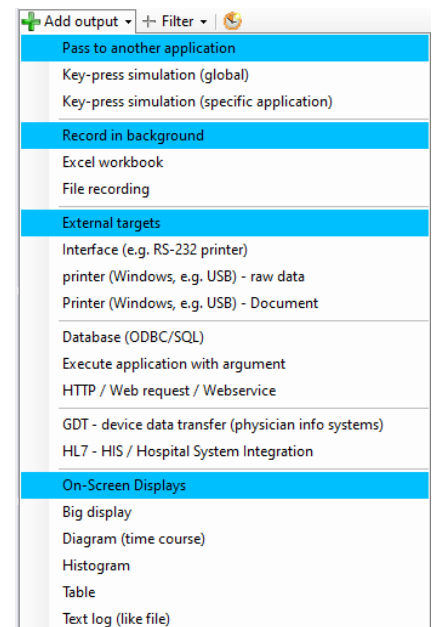 Add output Filter
Pass to another application
Key-press simulation (global)
Key-press simulation (specific application)
Record in background
Excel workbook
File recording
External targets
Interface (e.g. RS-232 printer)
printer (Windows, e.g. USB) - raw data
Printer (Windows, e.g. USB) - Document
Database (ODBC/SQL)
Execute application with argument
HTTP / Web request / Webservice
GDT - device data transfer (physician info systems)
HL7 - HIS / Hospital System Integration
On-Screen Displays
Big display
Diagram (time course)
Histogram
Table
Text log (like file)